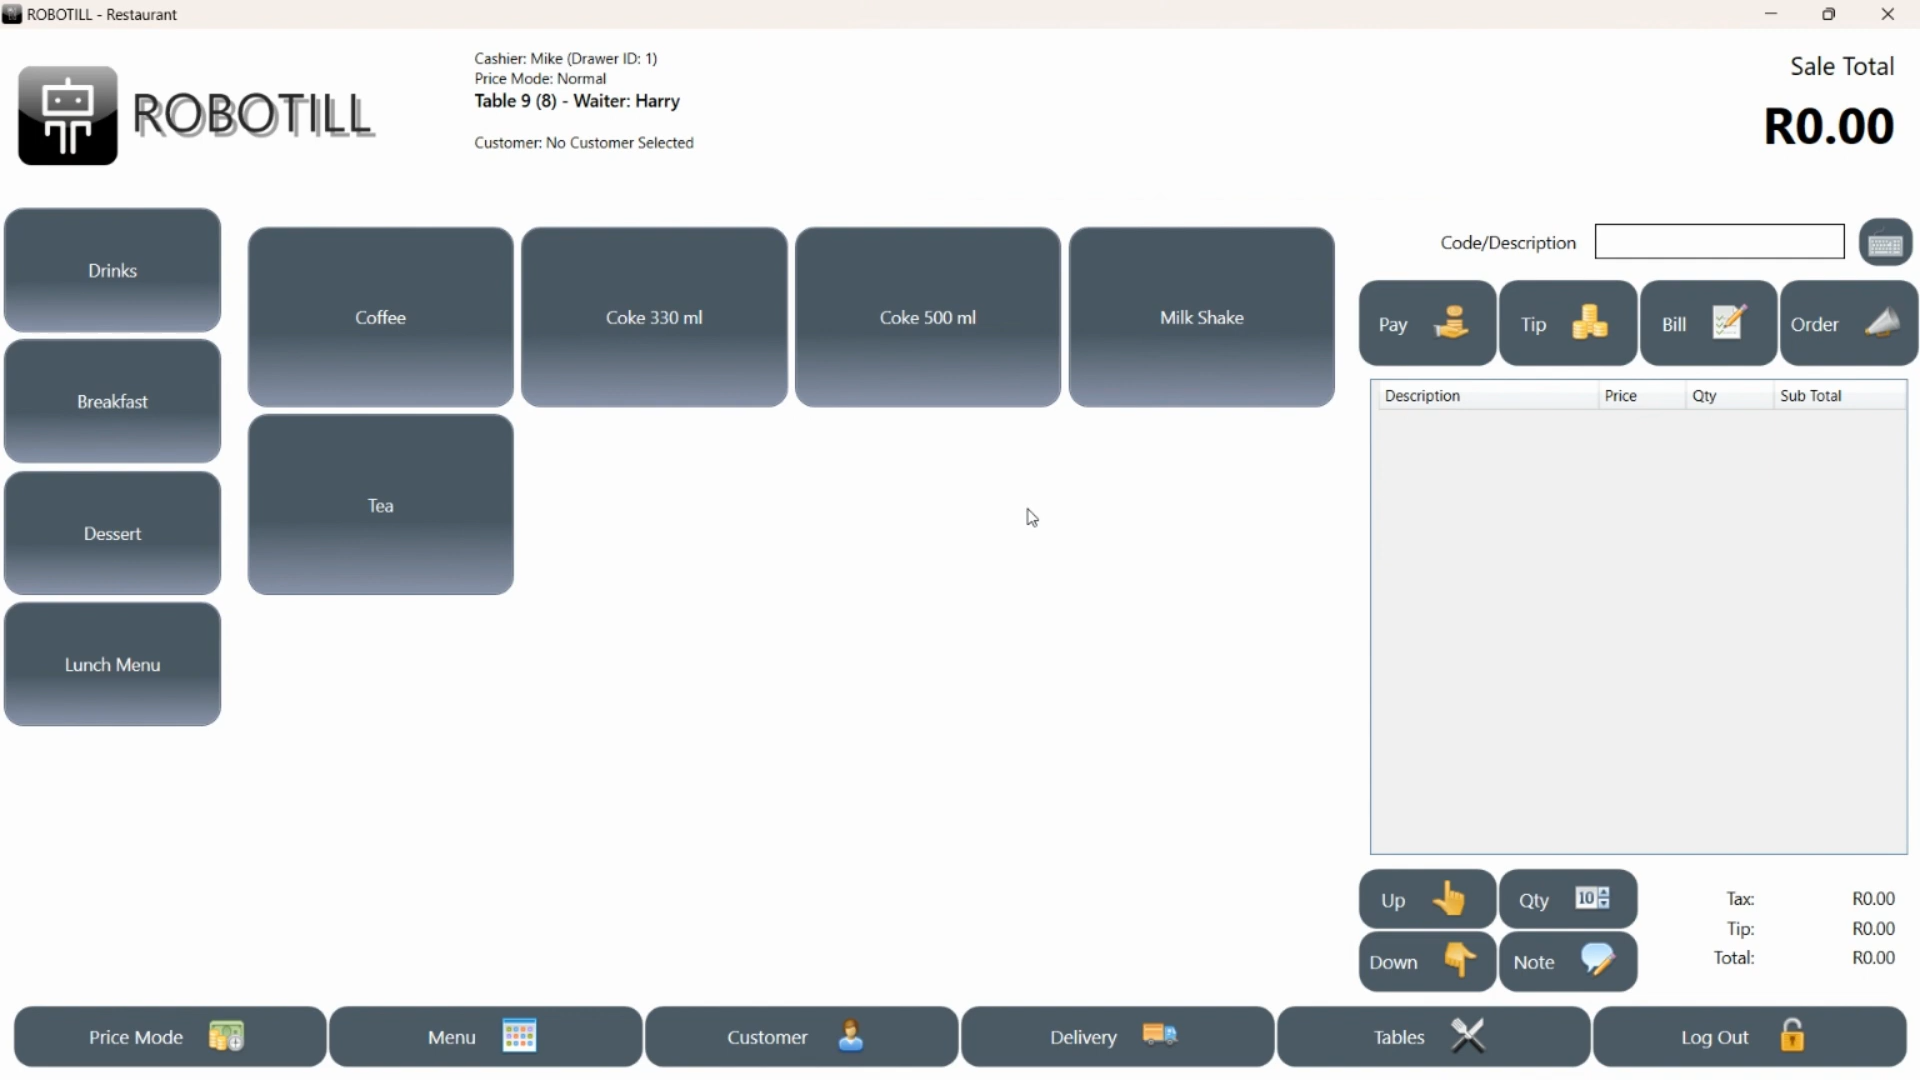 ROBOTILL - Restaurant
ROBOTILL
Cashier: Mike (Drawer ID: 1)
Price Mode: Normal
Table 9 (8) - Waiter: Harry
Customer: No Customer Selected
Sale Total
R0.00
Drinks
Breakfast
Dessert
Lunch Menu
Coffee
Coke 330 ml
Coke 500 ml
Milk Shake
Tea
Code/Description
Pay
Tip
Bill
Order
Description Price Qty Sub Total
Up
Qty
10
Down
Note
Tax: R0.00
Tip: R0.00
Total: R0.00
Price Mode
Menu
Customer
Delivery
Tables
Log Out